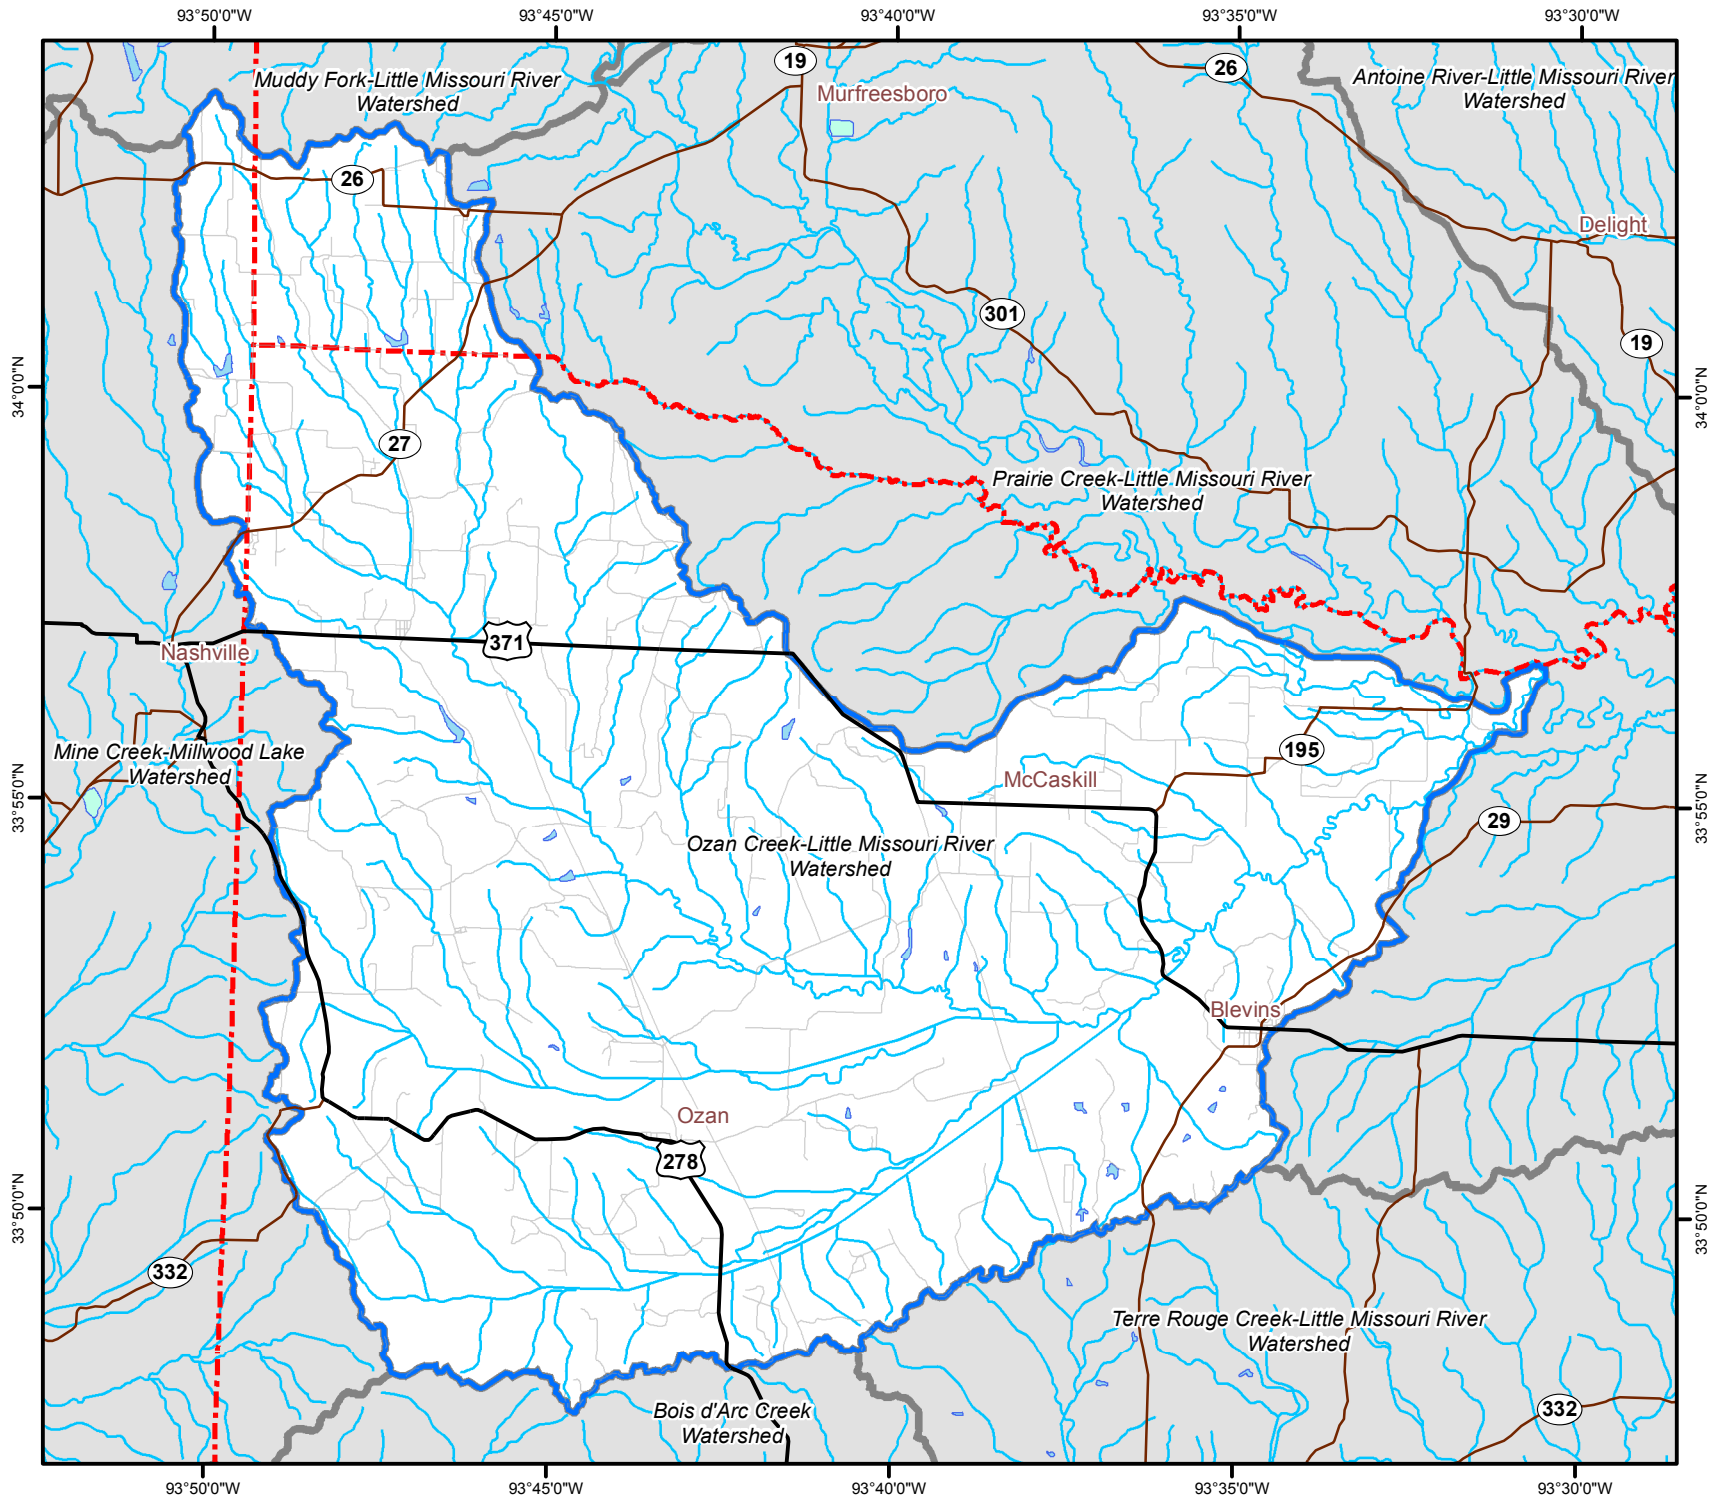 93°50'0"W
93°45'0"W
93°40'0"W
93°35'0"W
93°30'0"W
19
26
Muddy Fork-Little Missouri River
Watershed
Antoine River-Little Missouri River
Watershed
Murfreesboro
26
Delight
301
19
34°0'0"N
34°0'0"N
27
Prairie Creek-Little Missouri River
Watershed
371
Nashville
195
Mine Creek-Millwood Lake
Watershed
McCaskill
33°55'0"N
33°55'0"N
29
Ozan Creek-Little Missouri River
Watershed
Blevins
Ozan
278
33°50'0"N
33°50'0"N
332
Terre Rouge Creek-Little Missouri River
Watershed
332
Bois d'Arc Creek
Watershed
93°50'0"W
93°45'0"W
93°40'0"W
93°35'0"W
93°30'0"W